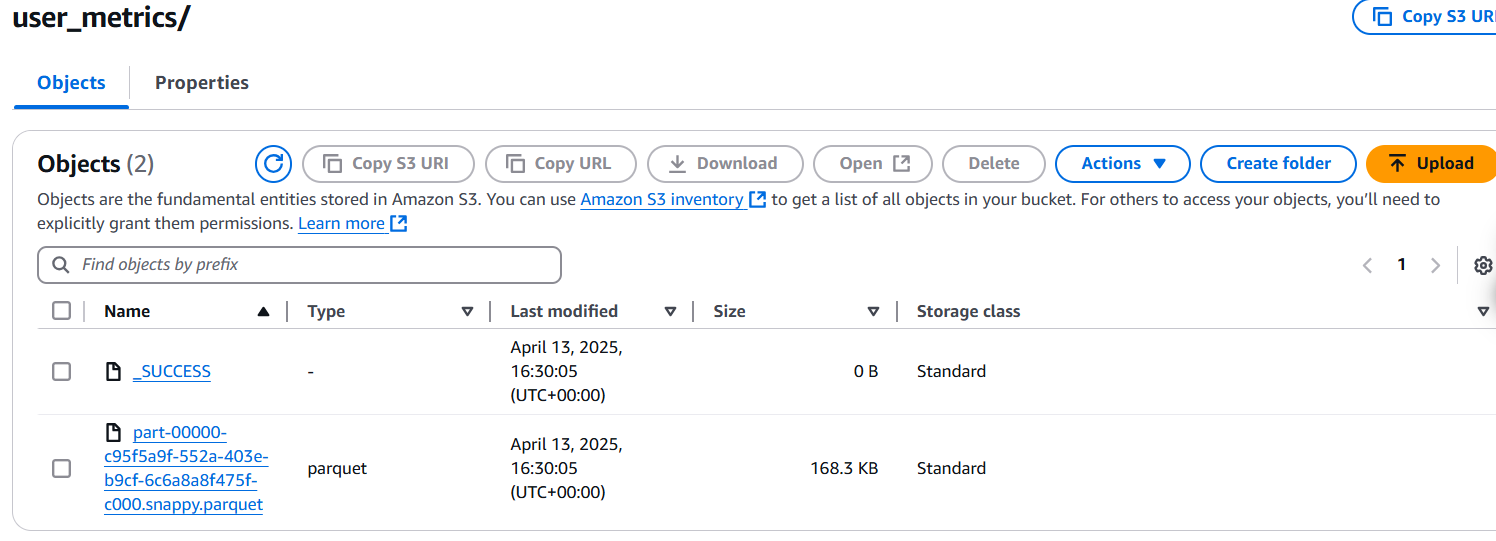 user_metrics/
Copy S3 URI
Objects
Properties
Objects (2)
Copy S3 URI
Copy URL
Download
Open
Delete
Actions
Create folder
Upload
Objects are the fundamental entities stored in Amazon S3. You can use Amazon S3 inventory to get a list of all objects in your bucket. For others to access your objects, you’ll need to
explicitly grant them permissions. Learn more
Find objects by prefix
1
Name
Type
Last modified
Size
Storage class
_SUCCESS
-
April 13, 2025,
16:30:05
(UTC+00:00)
0 B
Standard
part-00000-
c95f5a9f-552a-403e-
b9cf-6c6a8a8f475f-
c000.snappy.parquet
parquet
April 13, 2025,
16:30:05
(UTC+00:00)
168.3 KB
Standard